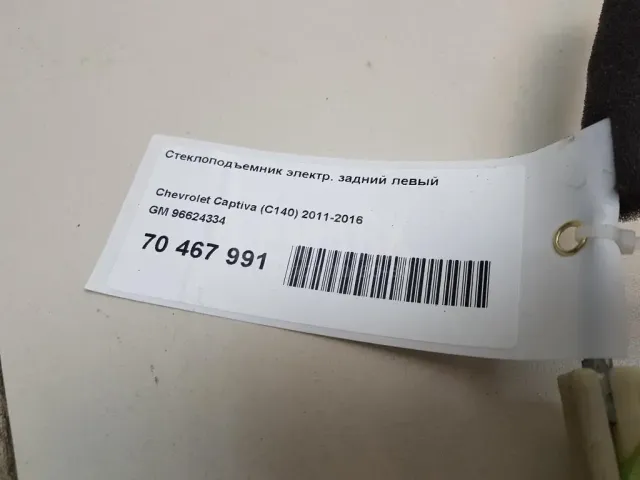 Стеклоподъемник электр. задний левый
Chevrolet Captiva (C140) 2011-2016
GM 96624334
70 467 991